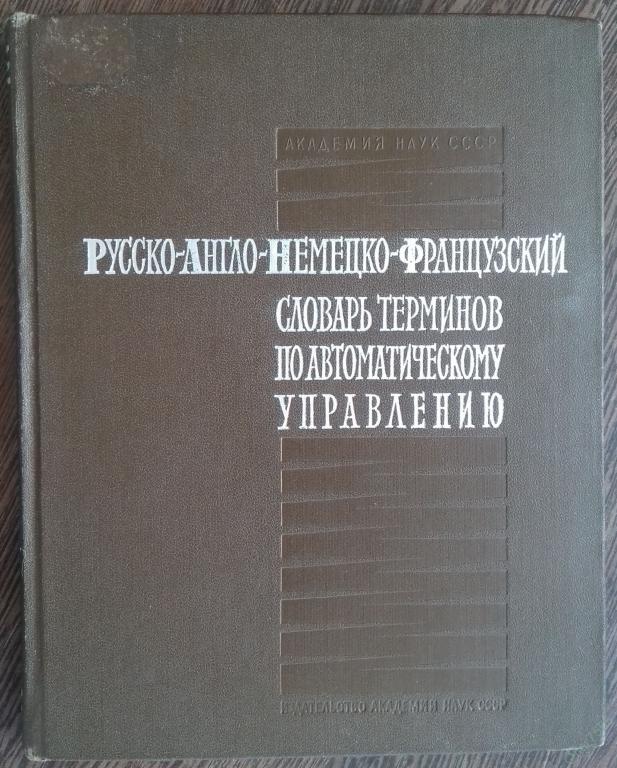 АКАДЕМИЯ НАУК СССР
РУССКО-АНГЛО-НЕМЕЦКО-ФРАНЦУЗСКИЙ
СЛОВАРЬ ТЕРМИНОВ
ПО АВТОМАТИЧЕСКОМУ
УПРАВЛЕНИЮ
ИЗДАТЕЛЬСТВО АКАДЕМИИ НАУК СССР